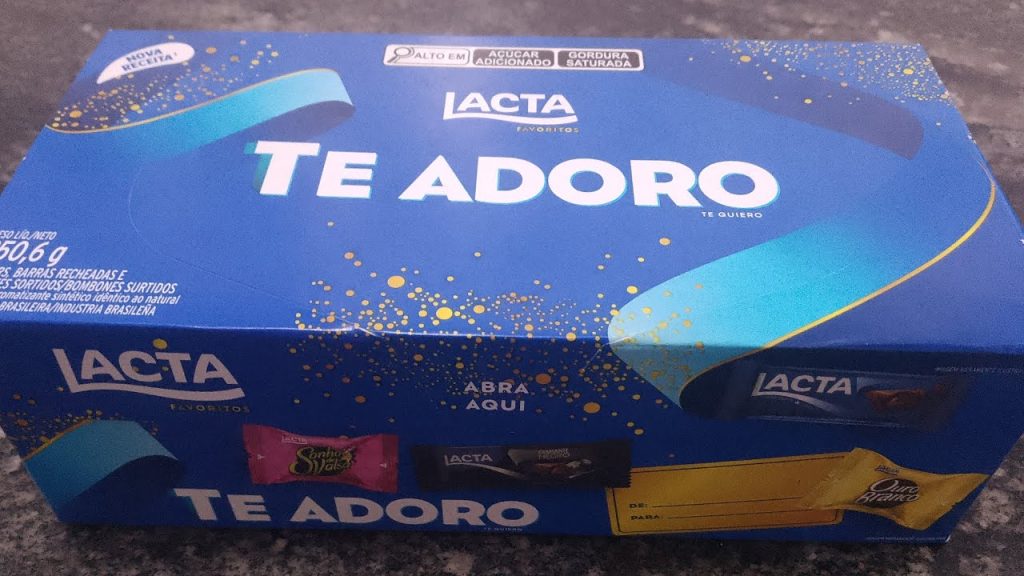 NOVA
RECEITA
ALTO EM
AÇÚCAR
ADICIONADO
GORDURA
SATURADA
LACTA
FAVORITOS
TE ADORO
TE QUIERO
50,6 g
BARRAS RECHEADAS E
SORTIDOS/BOMBONES SURTIDOS
sintético idêntico ao natural
BRASILEIRA/INDUSTRIA BRASILEÑA
LACTA
FAVORITOS
ABRA
AQUI
LACTA
LACTA
Sonho
de
Valsa
LACTA
DE:
PARA:
Ouro
Branco
TE ADORO
TE QUIERO